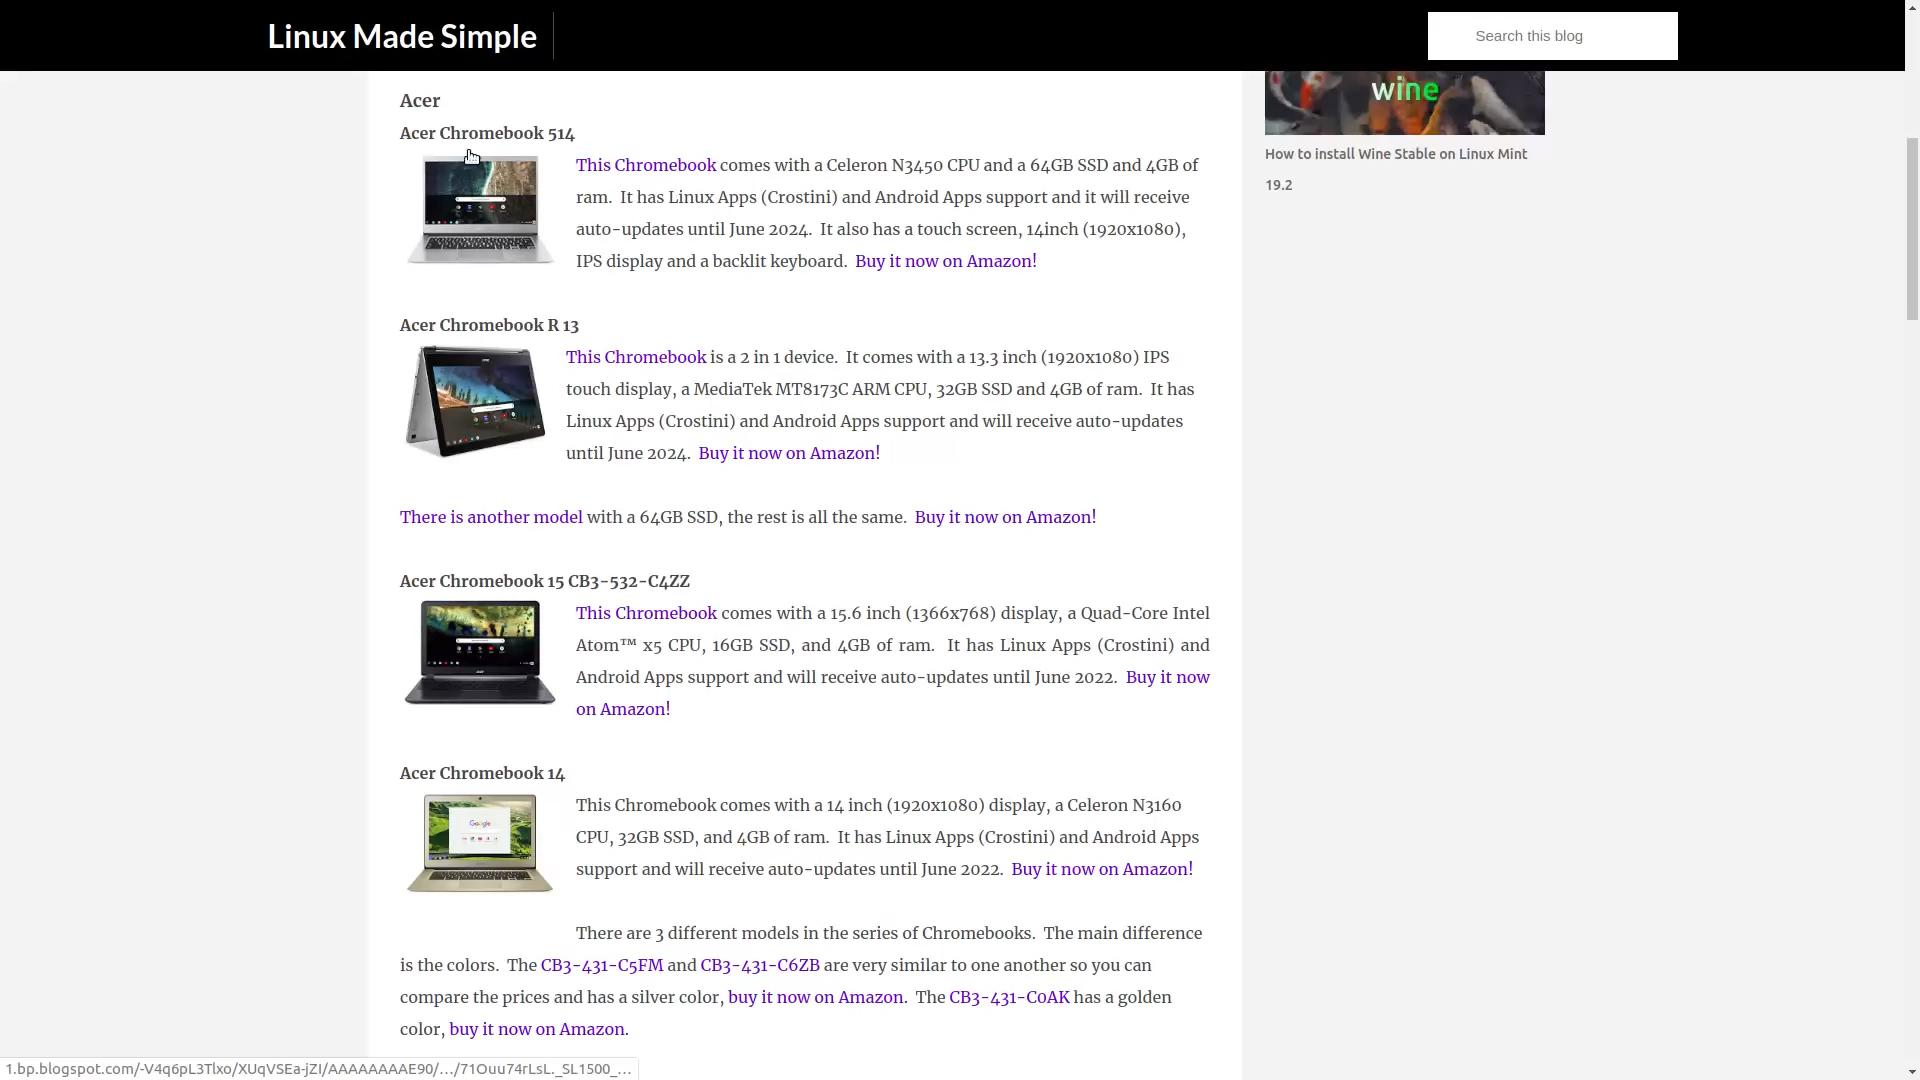 Linux Made Simple
Search this blog
Acer
Acer Chromebook 514
This Chromebook comes with a Celeron N3450 CPU and a 64GB SSD and 4GB of
ram. It has Linux Apps (Crostini) and Android Apps support and it will receive
auto-updates until June 2024. It also has a touch screen, 14inch (1920x1080),
IPS display and a backlit keyboard. Buy it now on Amazon!
Acer Chromebook R 13
This Chromebook is a 2 in 1 device. It comes with a 13.3 inch (1920x1080) IPS
touch display, a MediaTek MT8173C ARM CPU, 32GB SSD and 4GB of ram. It has
Linux Apps (Crostini) and Android Apps support and will receive auto-updates
until June 2024. Buy it now on Amazon!
There is another model with a 64GB SSD, the rest is all the same. Buy it now on Amazon!
Acer Chromebook 15 CB3-532-C4ZZ
This Chromebook comes with a 15.6 inch (1366x768) display, a Quad-Core Intel
Atom™ x5 CPU, 16GB SSD, and 4GB of ram. It has Linux Apps (Crostini) and
Android Apps support and will receive auto-updates until June 2022. Buy it now
on Amazon!
Acer Chromebook 14
Google
This Chromebook comes with a 14 inch (1920x1080) display, a Celeron N3160
CPU, 32GB SSD, and 4GB of ram. It has Linux Apps (Crostini) and Android Apps
support and will receive auto-updates until June 2022. Buy it now on Amazon!
There are 3 different models in the series of Chromebooks. The main difference
is the colors. The CB3-431-C5FM and CB3-431-C6ZB are very similar to one another so you can
compare the prices and has a silver color, buy it now on Amazon. The CB3-431-C0AK has a golden
color, buy it now on Amazon.
wine
How to install Wine Stable on Linux Mint
19.2
1.bp.blogspot.com/-V4q6pL3Tlxo/XUqVSEa-jZI/AAAAAAAAE90/.../71Ouu74rLsL._SL1500_...